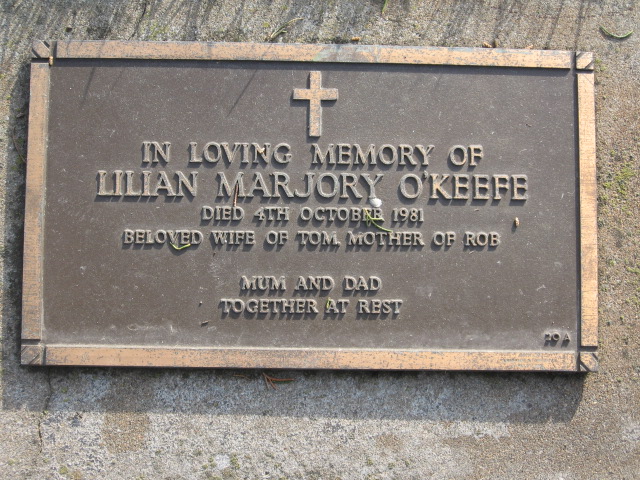 IN LOVING MEMORY OF
LILIAN MARJORY O'KEEFE
DIED 4TH OCTOBER 1981
BELOVED WIFE OF TOM, MOTHER OF ROB
MUM AND DAD
TOGETHER AT REST